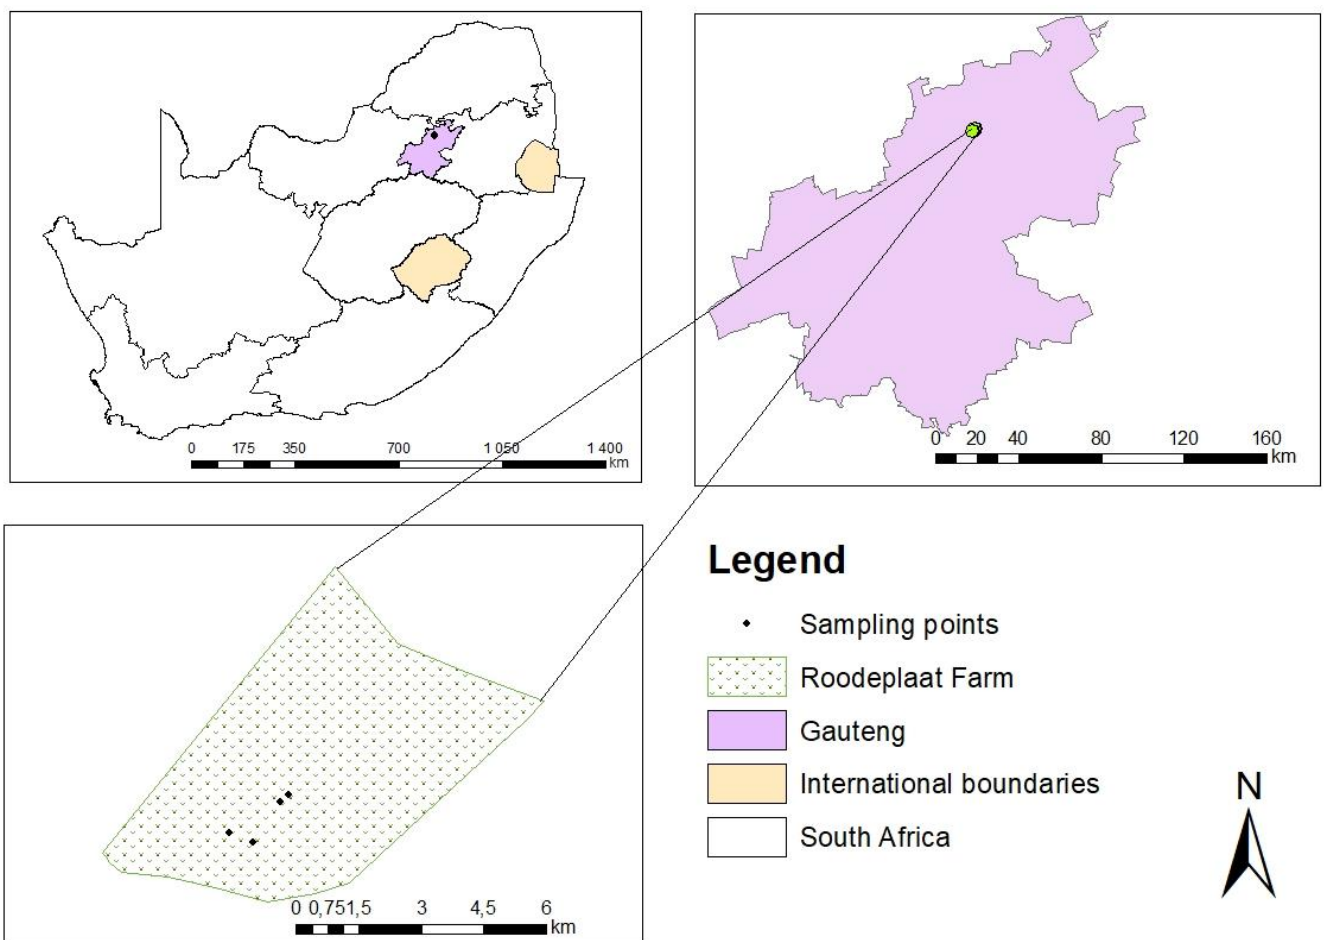 0 175 350 700 1 050 1 400
km
0 20 40 80 120 160
km
Legend
Sampling points
Roodeplaat Farm
Gauteng
International boundaries
South Africa
N
0 0,751,5 3 4,5 6
km